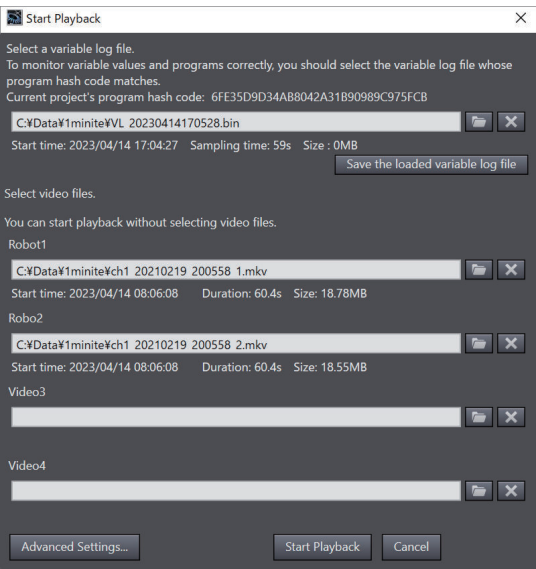 Start Playback
Select a variable log file.
To monitor variable values and programs correctly, you should select the variable log file whose
program hash code matches.
Current project's program hash code: 6FE35D9D34AB8042A31B90989C975FCB
C:¥Data¥1minite¥VL_20230414170528.bin
Start time: 2023/04/14 17:04:27 Sampling time: 59s Size : 0MB
Save the loaded variable log file
Select video files.
You can start playback without selecting video files.
Robot1
C:¥Data¥1minite¥ch1_20210219_200558_1.mkv
Start time: 2023/04/14 08:06:08 Duration: 60.4s Size: 18.78MB
Robo2
C:¥Data¥1minite¥ch1_20210219_200558_2.mkv
Start time: 2023/04/14 08:06:08 Duration: 60.4s Size: 18.55MB
Video3
Video4
Advanced Settings... Start Playback Cancel